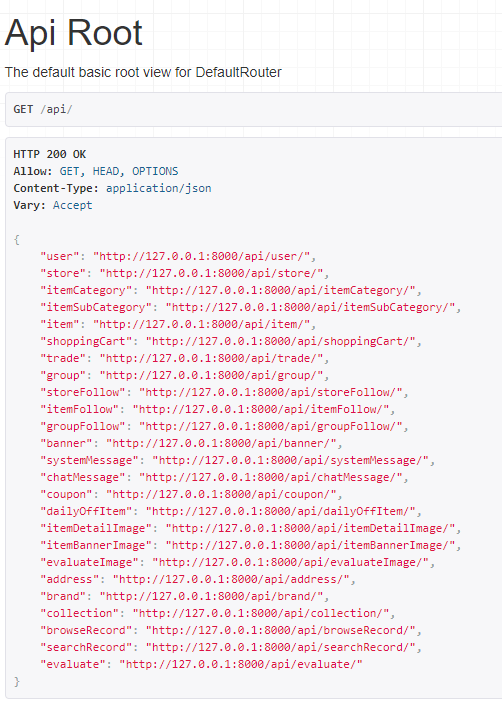 Api Root
The default basic root view for DefaultRouter
GET /api/
HTTP 200 OK
Allow: GET, HEAD, OPTIONS
Content-Type: application/json
Vary: Accept
{
"user": "http://127.0.0.1:8000/api/user/",
"store": "http://127.0.0.1:8000/api/store/",
"itemCategory": "http://127.0.0.1:8000/api/itemCategory/",
"itemSubCategory": "http://127.0.0.1:8000/api/itemSubCategory/",
"item": "http://127.0.0.1:8000/api/item/",
"shoppingCart": "http://127.0.0.1:8000/api/shoppingCart/",
"trade": "http://127.0.0.1:8000/api/trade/",
"group": "http://127.0.0.1:8000/api/group/",
"storeFollow": "http://127.0.0.1:8000/api/storeFollow/",
"itemFollow": "http://127.0.0.1:8000/api/itemFollow/",
"groupFollow": "http://127.0.0.1:8000/api/groupFollow/",
"banner": "http://127.0.0.1:8000/api/banner/",
"systemMessage": "http://127.0.0.1:8000/api/systemMessage/",
"chatMessage": "http://127.0.0.1:8000/api/chatMessage/",
"coupon": "http://127.0.0.1:8000/api/coupon/",
"dailyOffItem": "http://127.0.0.1:8000/api/dailyOffItem/",
"itemDetailImage": "http://127.0.0.1:8000/api/itemDetailImage/",
"itemBannerImage": "http://127.0.0.1:8000/api/itemBannerImage/",
"evaluateImage": "http://127.0.0.1:8000/api/evaluateImage/",
"address": "http://127.0.0.1:8000/api/address/",
"brand": "http://127.0.0.1:8000/api/brand/",
"collection": "http://127.0.0.1:8000/api/collection/",
"browseRecord": "http://127.0.0.1:8000/api/browseRecord/",
"searchRecord": "http://127.0.0.1:8000/api/searchRecord/",
"evaluate": "http://127.0.0.1:8000/api/evaluate/"
}